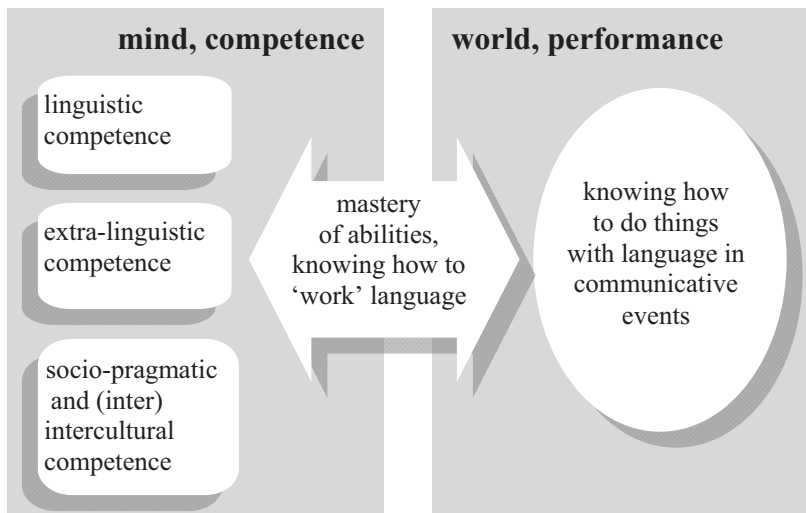 mind, competence
world, performance
linguistic
competence
extra-linguistic
competence
socio-pragmatic
and (inter)
intercultural
competence
mastery
of abilities,
knowing how to
‘work’ language
knowing how
to do things
with language in
communicative
events